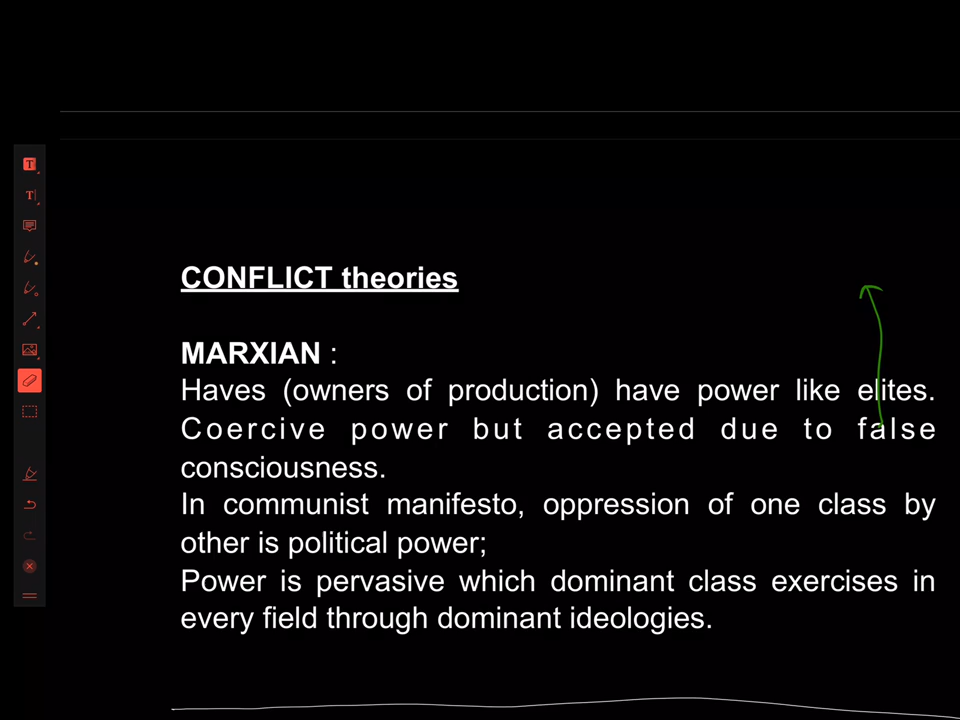 CONFLICT theories
MARXIAN :
Haves (owners of production) have power like elites.
Coercive power but accepted due to false
consciousness.
In communist manifesto, oppression of one class by
other is political power;
Power is pervasive which dominant class exercises in
every field through dominant ideologies.